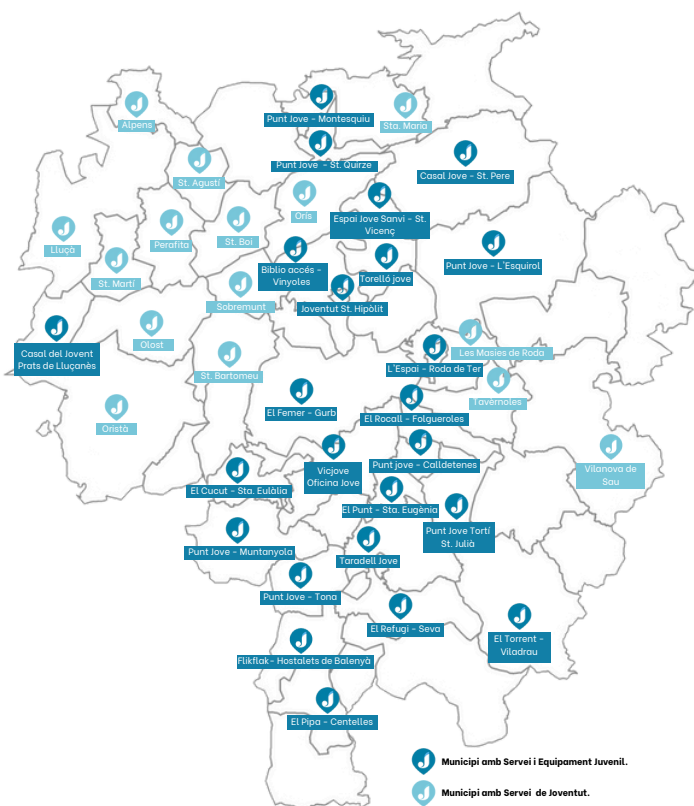 Punt Jove - Montesquiu
Alpens
Sta. Maria
Punt Jove - St. Quirze
Casal Jove - St. Pere
St. Agustí
Orís
Espai Jove Sanvi - St.
Vicenç
Lluçà
Perafita
St. Boi
Punt Jove - L'Esquirol
St. Martí
Biblio accés -
Vinyoles
Torelló jove
Sobremunt
Joventut St. Hipòlit
Olost
Casal del Jovent
Prats de Lluçanès
St. Bartomeu
Les Masies de Roda
L'Espai - Roda de Ter
Oristà
El Femer - Gurb
El Rocall - Folgueroles
Tavèrnoles
Vicjove
Oficina Jove
Punt jove - Calldetenes
Vilanova de
Sau
El Cucut - Sta. Eulàlia
El Punt - Sta. Eugènia
Punt Jove Tortí
St. Julià
Punt Jove - Muntanyola
Taradell Jove
Punt Jove - Tona
El Refugi - Seva
El Torrent -
Viladrau
Flikflak - Hostalets de Balenyà
El Pipa - Centelles
Municipi amb Servei i Equipament Juvenil.
Municipi amb Servei de Joventut.